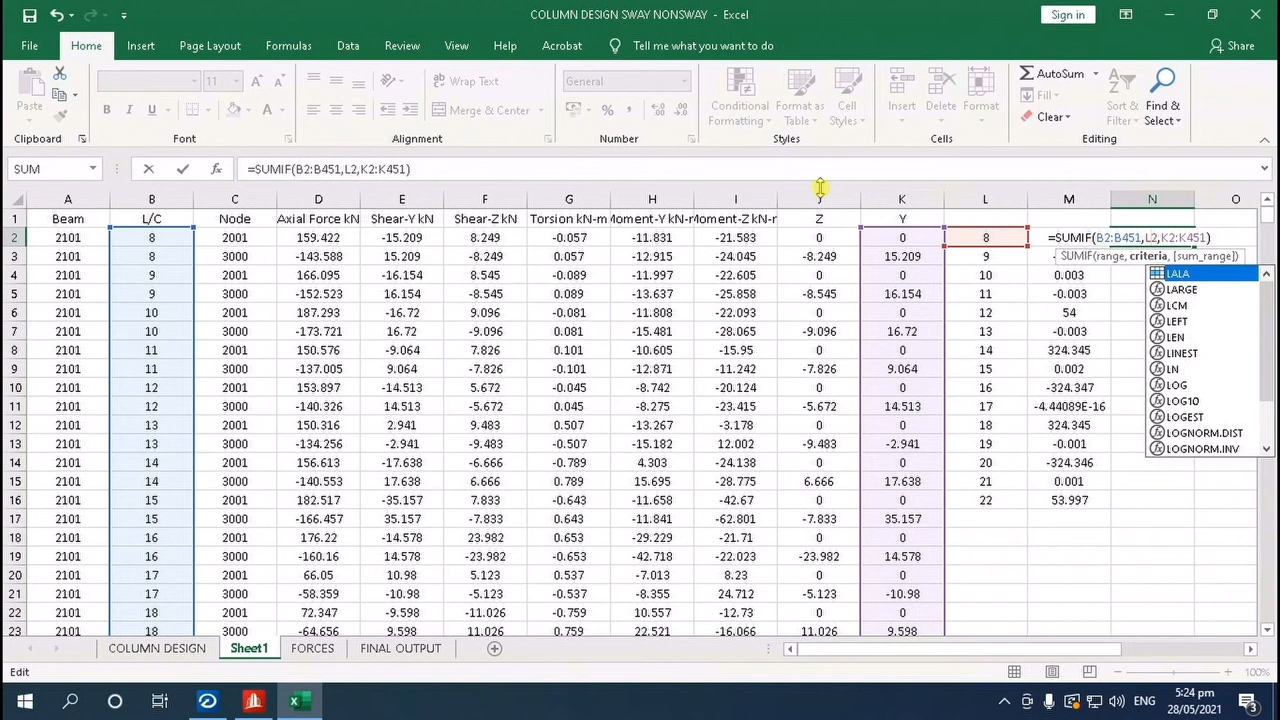 COLUMN DESIGN SWAY NONSWAY - Excel
Sign in
File Home Insert Page Layout Formulas Data Review View Help Acrobat Tell me what you want to do Share
Paste 11 A A Wrap Text General Conditional Formatting Format as Table Cell Styles Insert Delete Format AutoSum Fill Clear Sort & Filter Find & Select
B I U A Merge & Center %
Clipboard Font Alignment Number Styles Cells Editing
SUM fx =SUMIF(B2:B451,L2,K2:K451)
A B C D E F G H I J K L M N O
1 Beam L/C Node Axial Force kN Shear-Y kN Shear-Z kN Torsion kN-m Moment-Y kN-m Moment-Z kN-m Z Y
2 2101 8 2001 159.422 -15.209 8.249 -0.057 -11.831 -21.583 0 0 8 =SUMIF(B2:B451,L2,K2:K451)
3 2101 8 3000 -143.588 15.209 -8.249 0.057 -12.915 -24.045 -8.249 15.209 9 - SUMIF(range, criteria, [sum_range])
4 2101 9 2001 166.095 -16.154 8.545 -0.089 -11.997 -22.623 0 0 10 0.003
5 2101 9 3000 -152.523 16.154 -8.545 0.089 -13.637 -25.858 -8.545 16.154 11 -0.003
6 2101 10 2001 187.293 -16.72 9.096 -0.081 -11.808 -22.093 0 0 12 54
7 2101 10 3000 -173.721 16.72 -9.096 0.081 -15.481 -28.065 -9.096 16.72 13 -0.003
8 2101 11 2001 150.576 -9.064 7.826 0.101 -10.605 -15.95 0 0 14 324.345
9 2101 11 3000 -137.005 9.064 -7.826 -0.101 -12.871 -11.242 -7.826 9.064 15 0.002
10 2101 12 2001 153.897 -14.513 5.672 -0.045 -8.742 -20.124 0 0 16 -324.347
11 2101 12 3000 -140.326 14.513 -5.672 0.045 -8.275 -23.415 -5.672 14.513 17 -4.44089E-16
12 2101 13 2001 150.316 2.941 9.483 0.507 -13.267 -3.178 0 0 18 324.345
13 2101 13 3000 -134.256 -2.941 -9.483 -0.507 -15.182 12.002 -9.483 -2.941 19 -0.001
14 2101 14 2001 156.613 -17.638 -6.666 -0.789 4.303 -24.138 0 0 20 -324.346
15 2101 14 3000 -140.553 17.638 6.666 0.789 15.695 -28.775 6.666 17.638 21 0.001
16 2101 15 2001 182.517 -35.157 7.833 -0.643 -11.658 -42.67 0 0 22 53.997
17 2101 15 3000 -166.457 35.157 -7.833 0.643 -11.841 -62.801 -7.833 35.157
18 2101 16 2001 176.22 -14.578 23.982 0.653 -29.229 -21.71 0 0
19 2101 16 3000 -160.16 14.578 -23.982 -0.653 -42.718 -22.023 -23.982 14.578
20 2101 17 2001 66.05 10.98 5.123 0.537 -7.013 8.23 0 0
21 2101 17 3000 -58.359 -10.98 -5.123 -0.537 -8.355 24.712 -5.123 -10.98
22 2101 18 2001 72.347 -9.598 -11.026 -0.759 10.557 -12.73 0 0
23 2101 18 3000 -64.656 9.598 11.026 0.759 22.521 -16.066 11.026 9.598
LALA
LARGE
LCM
LEFT
LEN
LINEST
LN
LOG
LOG10
LOGEST
LOGNORM.DIST
LOGNORM.INV
COLUMN DESIGN Sheet1 FORCES FINAL OUTPUT
Edit 100%
ENG 5:24 pm
28/05/2021 3